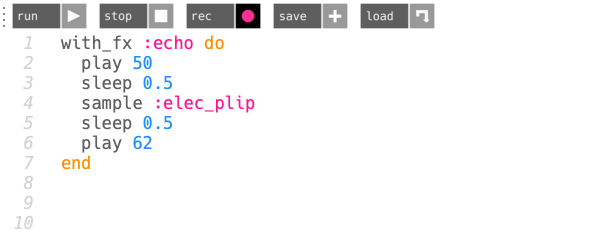 run stop rec save load
1 with_fx :echo do
2   play 50
3   sleep 0.5
4   sample :elec_plip
5   sleep 0.5
6   play 62
7 end
8
9
10